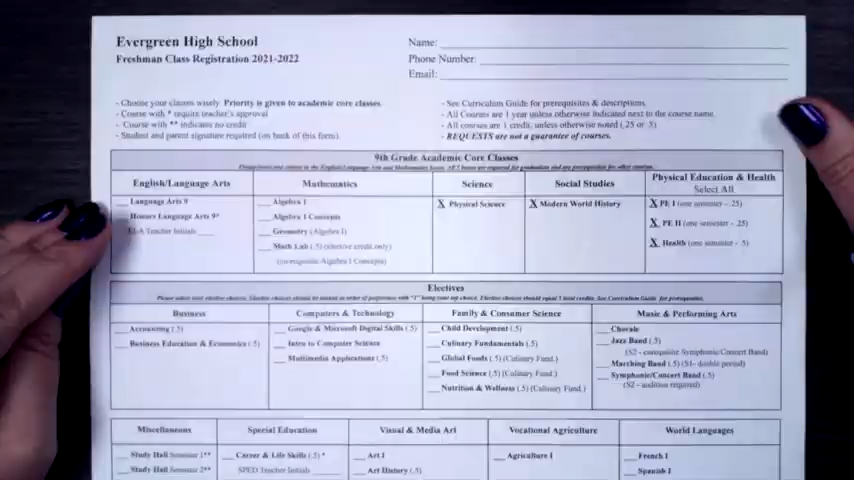 Evergreen High School
Freshman Class Registration 2021-2022
Name:
Phone Number:
Email:
- Choose your classes wisely  Priority is given to academic core classes.
- Course with * require teacher's approval
- Course with ** indicates no credit
- Student and parent signature required (on back of this form).
- See Curriculum Guide for prerequisites & descriptions.
- All Courses are 1 year unless otherwise indicated next to the course name.
- All courses are 1 credit, unless otherwise noted (.25 or .5)
- REQUESTS are not a guarantee of courses.
9th Grade Academic Core Classes
English/Language Arts
Language Arts 9
Honors Language Arts 9*
Teacher Initials
Mathematics
Algebra 1
Algebra 1 Concepts
Geometry (Algebra 1)
Math Lab (.5) (elective credit only)
(corequisite Algebra 1 Concepts)
Science
X Physical Science
Social Studies
X Modern World History
Physical Education & Health
Select All
X PE I (one semester - .25)
X PE II (one semester - .25)
X Health (one semester - .5)
Electives
Business
Accounting (.5)
Business Education & Economics (.5)
Computers & Technology
Google & Microsoft Digital Skills (.5)
Intro to Computer Science
Multimedia Applications (.5)
Family & Consumer Science
Child Development (.5)
Culinary Fundamentals (.5)
Global Foods (.5) (Culinary Fund.)
Food Science (.5) (Culinary Fund.)
Nutrition & Wellness (.5) (Culinary Fund.)
Music & Performing Arts
Chorale
Jazz Band (.5)
(S2 - corequisite Symphonic/Concert Band)
Marching Band (.5) (S1- double period)
Symphonic/Concert Band (.5)
(S2 - audition required)
Miscellaneous
Study Hall Semester 1**
Study Hall Semester 2**
Special Education
Career & Life Skills (.5) *
SPED Teacher Initials
Visual & Media Art
Art I
Art History (.5)
Vocational Agriculture
Agriculture I
World Languages
French I
Spanish I